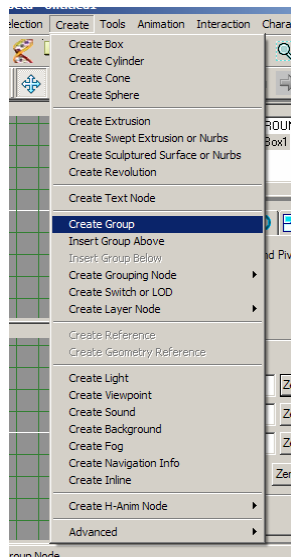 Untitled1
election Create Tools Animation Interaction Chara
Create Box
Create Cylinder
Create Cone
Create Sphere
Create Extrusion
Create Swept Extrusion or Nurbs
Create Sculptured Surface or Nurbs
Create Revolution
Create Text Node
Create Group
Insert Group Above
Insert Group Below
Create Grouping Node
Create Switch or LOD
Create Layer Node
Create Reference
Create Geometry Reference
Create Light
Create Viewpoint
Create Sound
Create Background
Create Fog
Create Navigation Info
Create Inline
Create H-Anim Node
Advanced
ROUN
Box1
nd Piv
Zer
roup Node